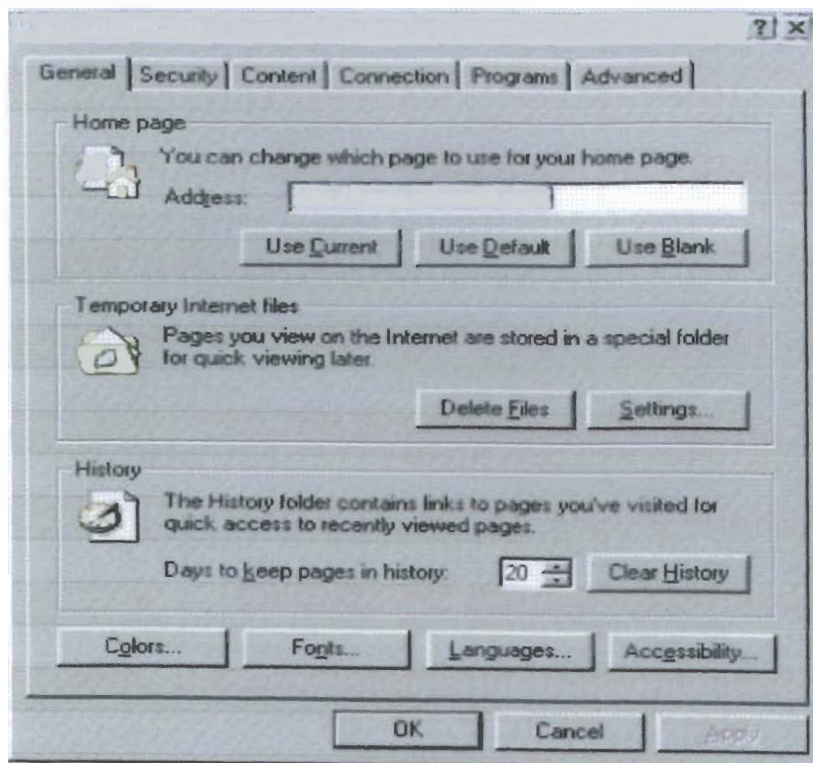 ? X
General Security Content Connection Programs Advanced
Home page
You can change which page to use for your home page.
Address:
Use Current Use Default Use Blank
Temporary Internet files
Pages you view on the Internet are stored in a special folder
for quick viewing later.
Delete Files Settings...
History
The History folder contains links to pages you've visited for
quick access to recently viewed pages.
Days to keep pages in history: 20 Clear History
Colors... Fonts... Languages... Accessibility...
OK Cancel Apply